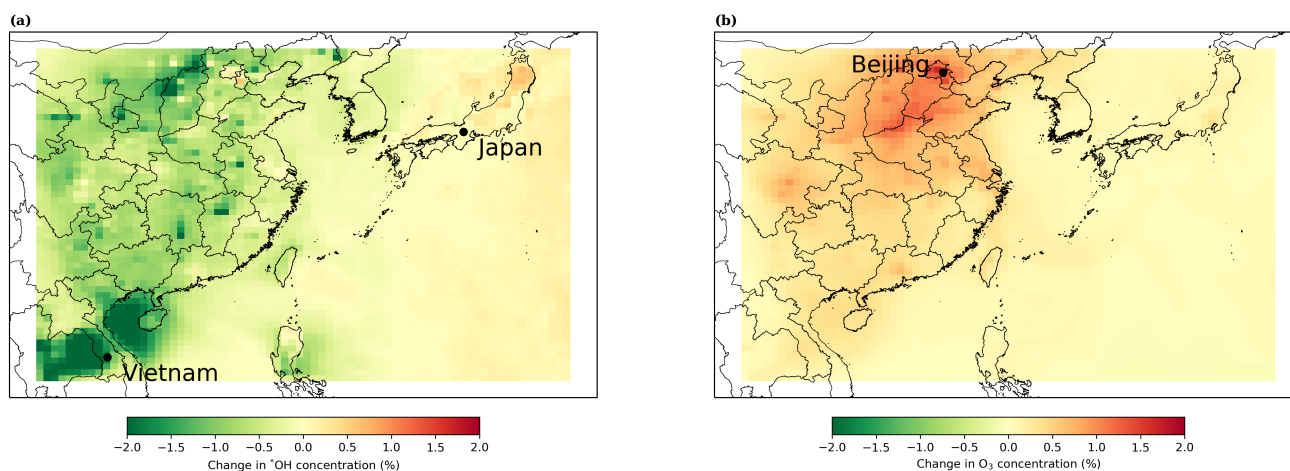 (a)
Japan
Vietnam
−2.0 −1.5 −1.0 −0.5 0.0 0.5 1.0 1.5 2.0
Change in *OH concentration (%)
(b)
Beijing
−2.0 −1.5 −1.0 −0.5 0.0 0.5 1.0 1.5 2.0
Change in O₃ concentration (%)